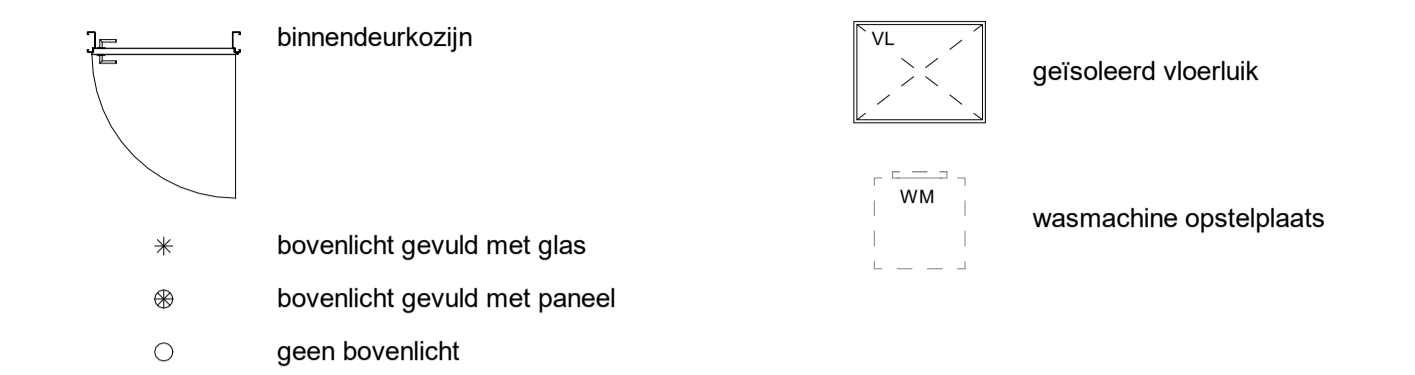 binnendeurkozijn
bovenlicht gevuld met glas
bovenlicht gevuld met paneel
geen bovenlicht
VL
geïsoleerd vloerluik
WM
wasmachine opstelplaats